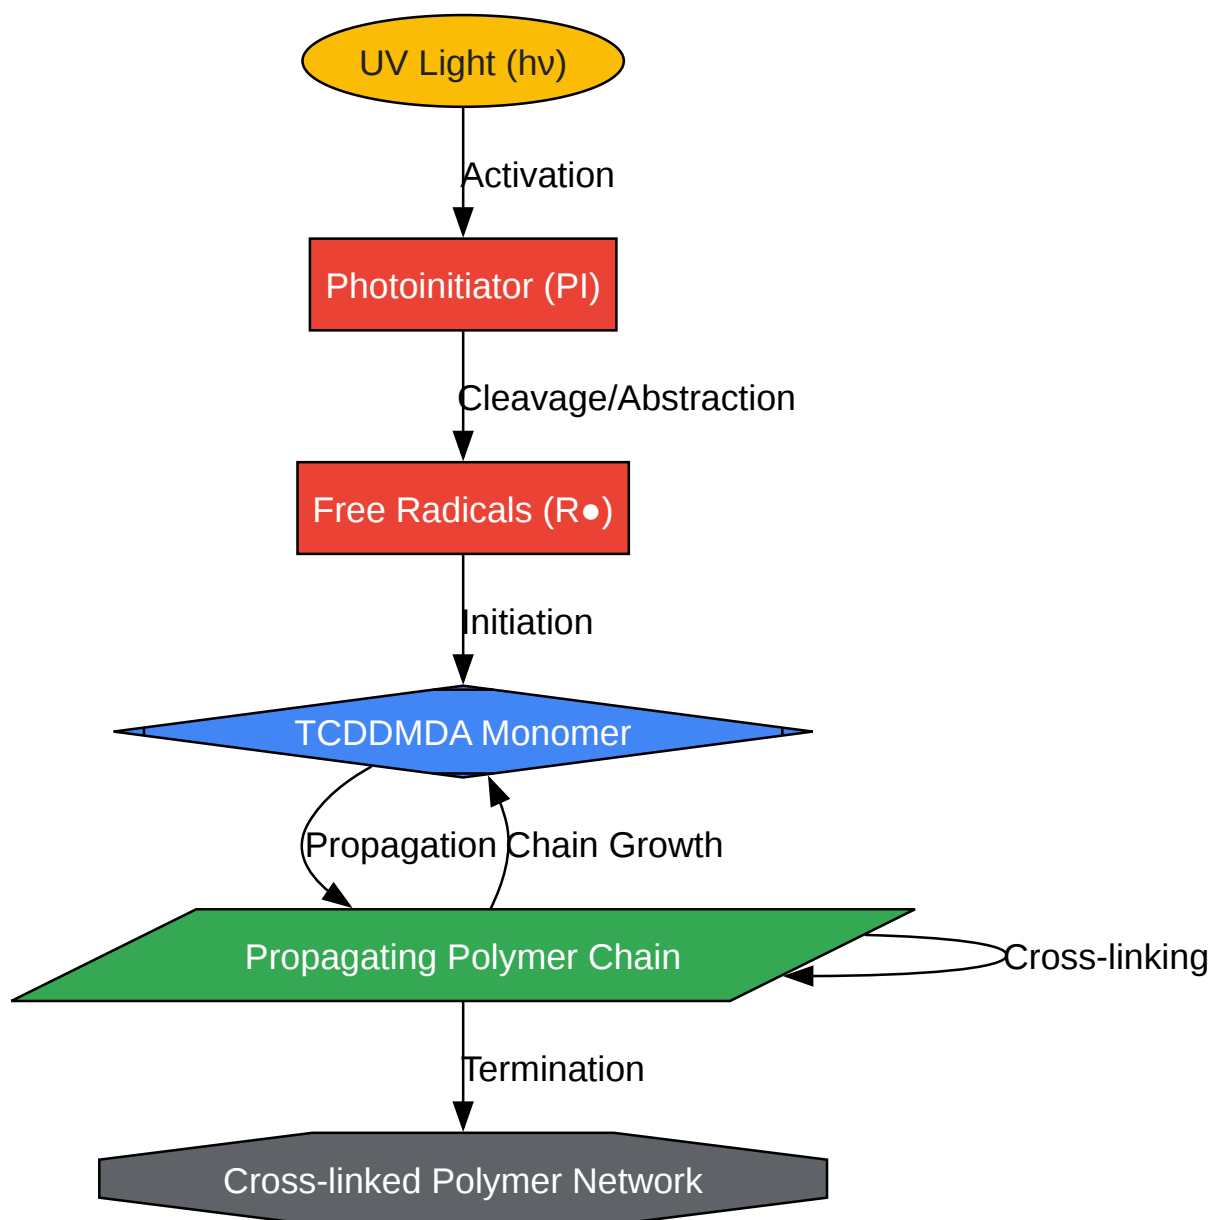 UV Light (hν)
Activation
Photoinitiator (PI)
Cleavage/Abstraction
Free Radicals (R●)
Initiation
TCDDMDA Monomer
Propagation
Chain Growth
Propagating Polymer Chain
Cross-linking
Termination
Cross-linked Polymer Network